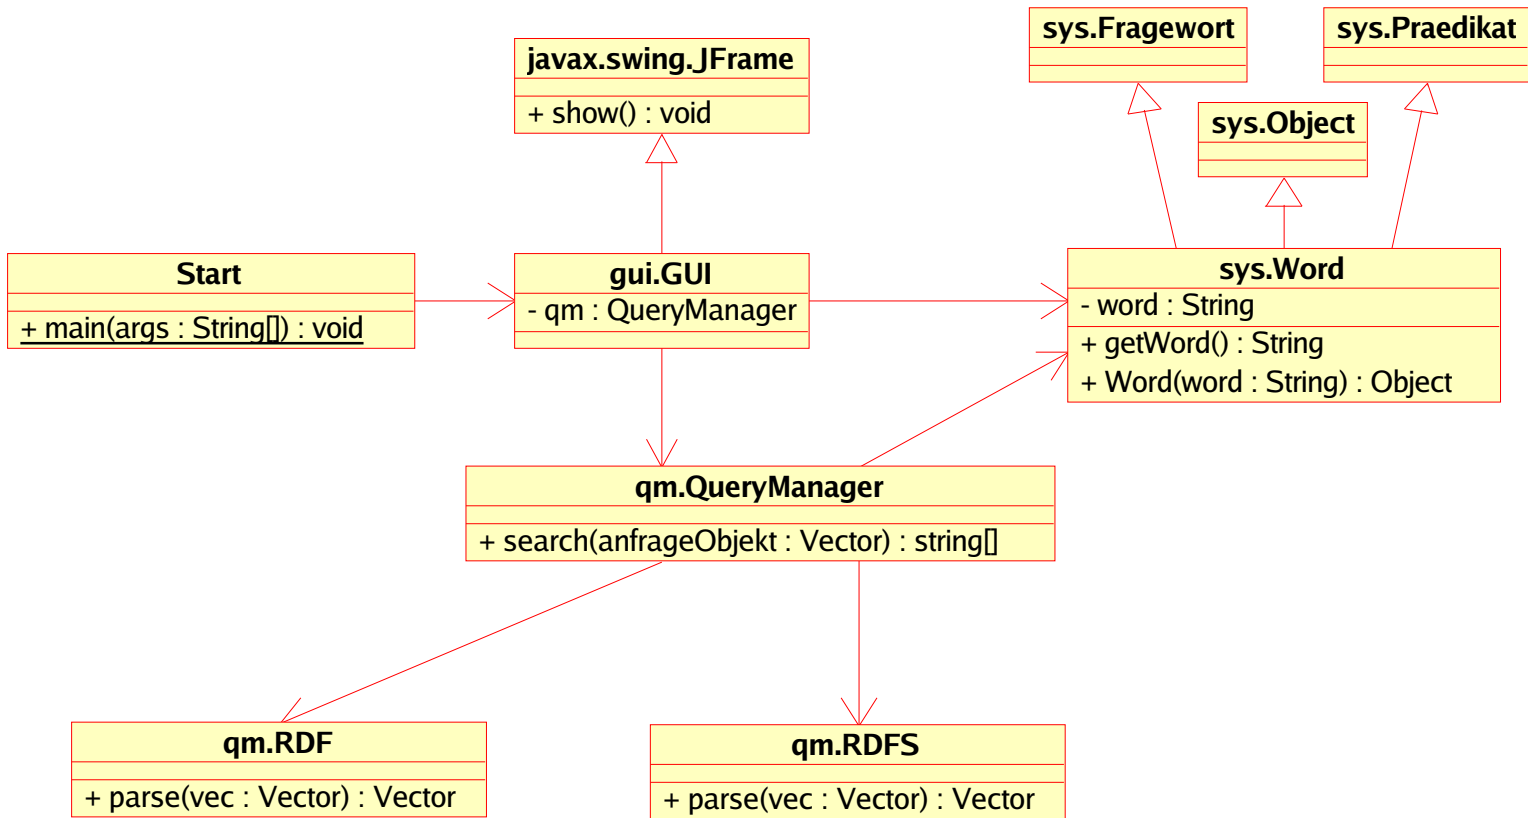 sys.Fragewort
sys.Praedikat
javax.swing.JFrame
+ show() : void
sys.Object
Start
+ main(args : String[]) : void
gui.GUI
- qm : QueryManager
sys.Word
- word : String
+ getWord() : String
+ Word(word : String) : Object
qm.QueryManager
+ search(anfrageObjekt : Vector) : string[]
qm.RDF
+ parse(vec : Vector) : Vector
qm.RDFS
+ parse(vec : Vector) : Vector